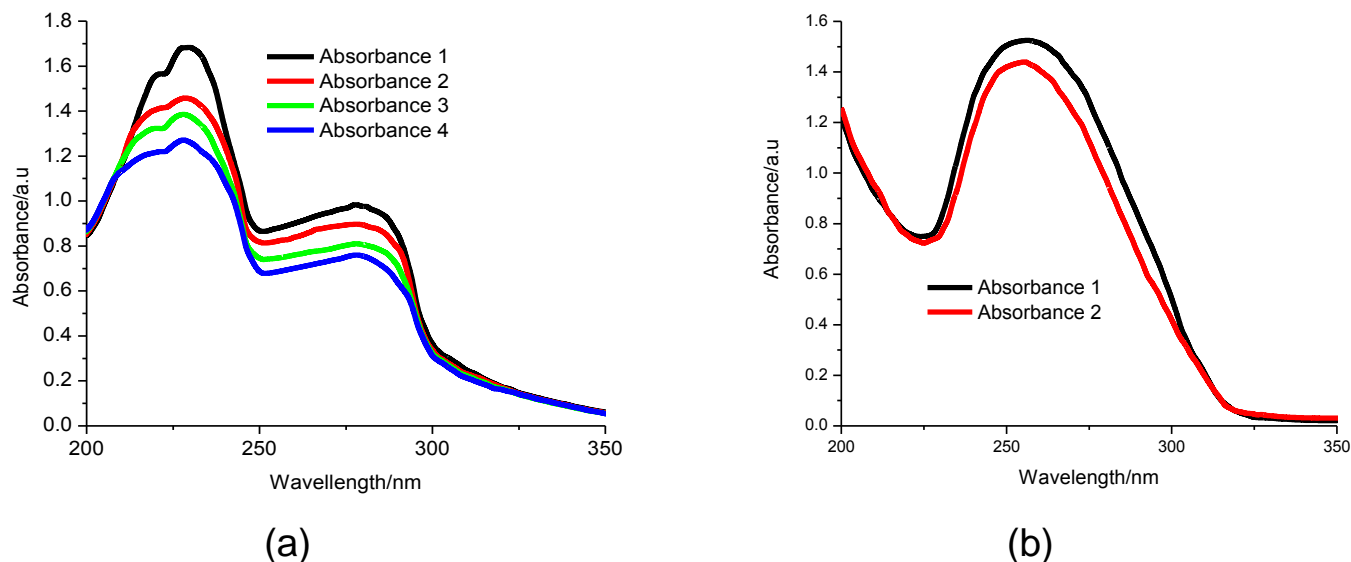 1.8
1.6
1.4
1.2
1.0
0.8
0.6
0.4
0.2
0.0
Absorbance/a.u
Absorbance 1
Absorbance 2
Absorbance 3
Absorbance 4
200 250 300 350
Wavellength/nm
(a)
1.6
1.4
1.2
1.0
0.8
0.6
0.4
0.2
0.0
Absorbance/a.u
Absorbance 1
Absorbance 2
200 250 300 350
Wavelength/nm
(b)